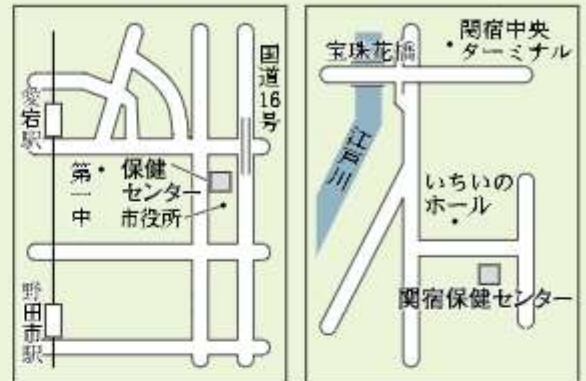 国道16号
愛宕駅
第一中
保健
センター
市役所
野田市駅
宝珠花橋
関宿中央
ターミナル
江戸川
いちいの
ホール
関宿保健センター